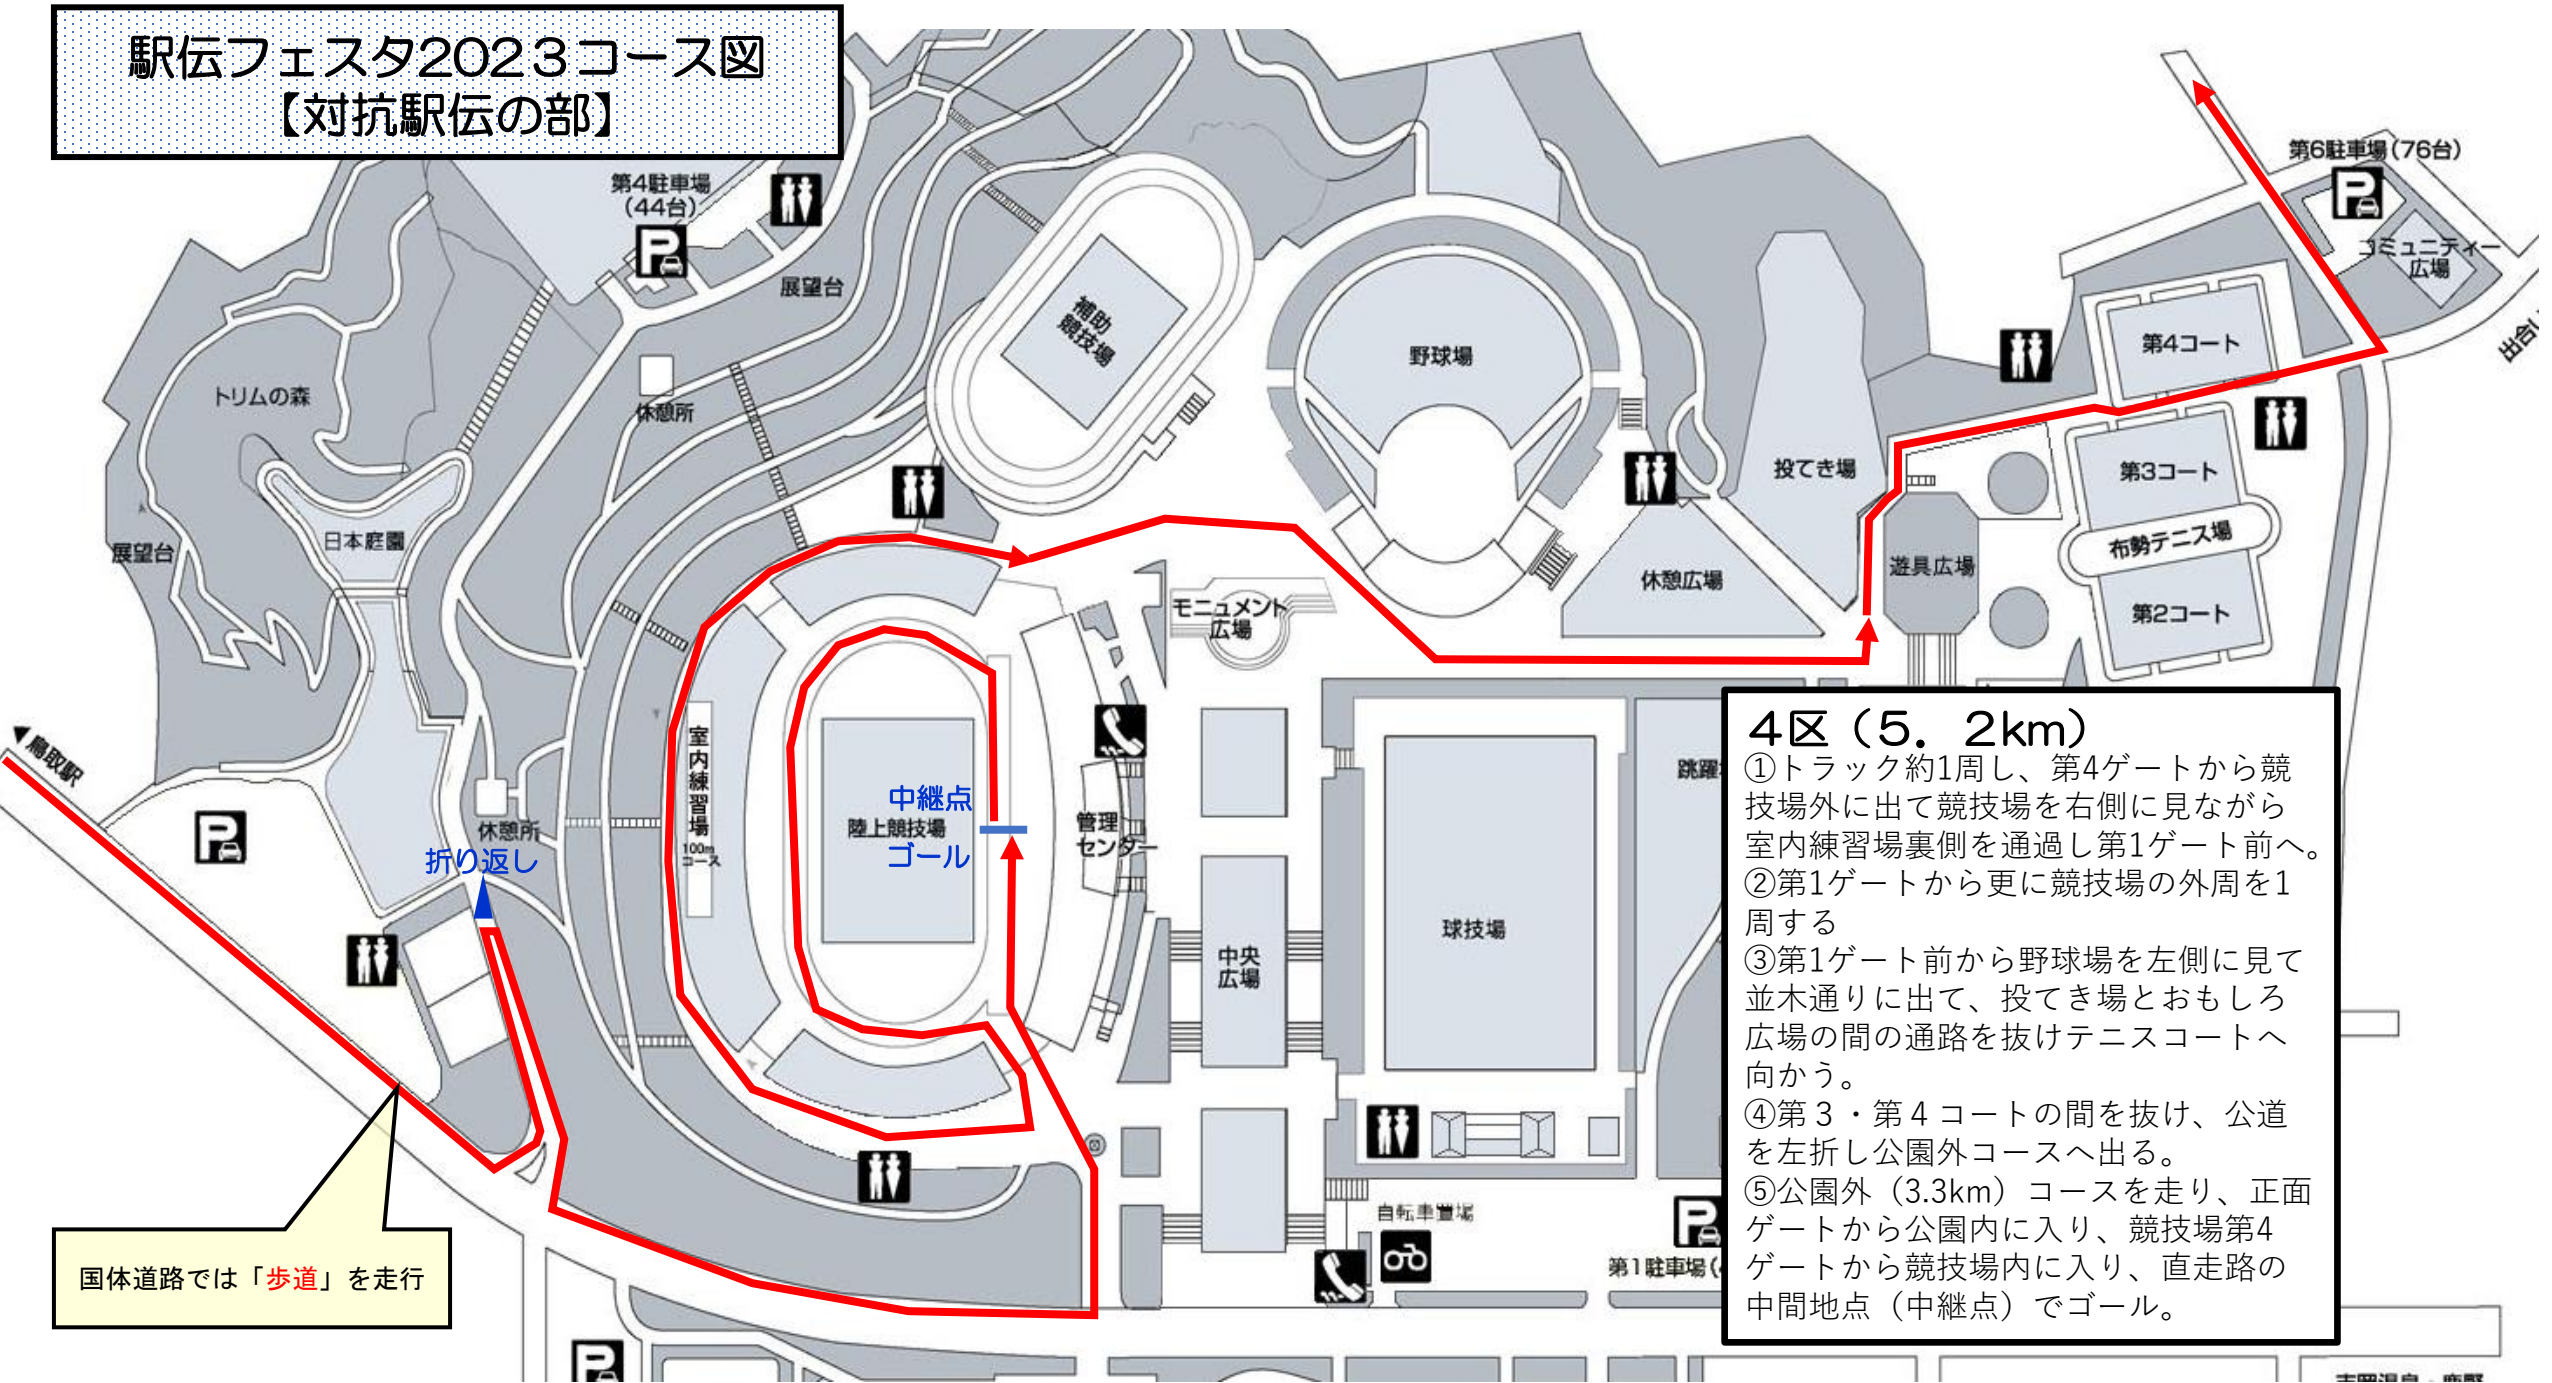 駅伝フェスタ2023コース図
【対抗駅伝の部】
第4駐車場
(44台)
展望台
補助
競技場
野球場
第6駐車場(76台)
コミュニティー
広場
第4コート
トリムの森
休憩所
投てき場
第3コート
布勢テニス場
日本庭園
展望台
休憩広場
遊具広場
第2コート
モニュメント
広場
鳥取駅
室内練習場
100m
コース
中継点
陸上競技場
ゴール
管理
センター
休憩所
折り返し
中央
広場
球技場
自転車置場
国体道路では「歩道」を走行
4区（5．2km）
①トラック約1周し、第4ゲートから競
技場外に出て競技場を右側に見ながら
室内練習場裏側を通過し第1ゲート前へ。
②第1ゲートから更に競技場の外周を1
周する
③第1ゲート前から野球場を左側に見て
並木通りに出て、投てき場とおもしろ
広場の間の通路を抜けテニスコートへ
向かう。
④第３・第４コートの間を抜け、公道
を左折し公園外コースへ出る。
⑤公園外（3.3km）コースを走り、正面
ゲートから公園内に入り、競技場第4
ゲートから競技場内に入り、直走路の
中間地点（中継点）でゴール。
第1駐車場(
跳躍
出合